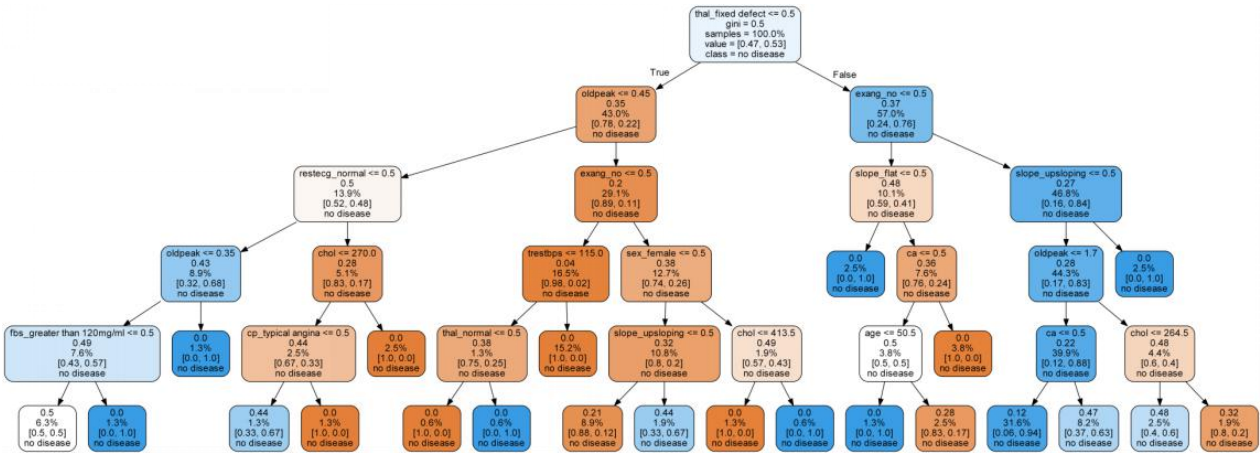 thal_fixed defect <= 0.5
gini = 0.5
samples = 100.0%
value = [0.47, 0.53]
class = no disease
True
False
oldpeak <= 0.45
0.35
43.0%
[0.78, 0.22]
no disease
exang_no <= 0.5
0.37
57.0%
[0.24, 0.76]
no disease
restecg_normal <= 0.5
0.5
13.9%
[0.52, 0.48]
no disease
exang_no <= 0.5
0.2
29.1%
[0.89, 0.11]
no disease
slope_flat <= 0.5
0.48
10.1%
[0.59, 0.41]
no disease
slope_upsloping <= 0.5
0.27
46.8%
[0.16, 0.84]
no disease
oldpeak <= 0.35
0.43
8.9%
[0.32, 0.68]
no disease
chol <= 270.0
0.28
5.1%
[0.83, 0.17]
no disease
trestbps <= 115.0
0.04
16.5%
[0.98, 0.02]
no disease
sex_female <= 0.5
0.38
12.7%
[0.74, 0.26]
no disease
0.0
2.5%
[0.0, 1.0]
no disease
ca <= 0.5
0.36
7.6%
[0.76, 0.24]
no disease
oldpeak <= 1.7
0.28
44.3%
[0.17, 0.83]
no disease
0.0
2.5%
[0.0, 1.0]
no disease
fbs_greater than 120mg/ml <= 0.5
0.49
7.6%
[0.43, 0.57]
no disease
0.0
1.3%
[0.0, 1.0]
no disease
cp_typical angina <= 0.5
0.44
2.5%
[0.67, 0.33]
no disease
0.0
2.5%
[1.0, 0.0]
no disease
thal_normal <= 0.5
0.38
1.3%
[0.75, 0.25]
no disease
0.0
15.2%
[1.0, 0.0]
no disease
slope_upsloping <= 0.5
0.32
10.8%
[0.8, 0.2]
no disease
chol <= 413.5
0.49
1.9%
[0.57, 0.43]
no disease
age <= 50.5
0.5
3.8%
[0.5, 0.5]
no disease
0.0
3.8%
[1.0, 0.0]
no disease
ca <= 0.5
0.22
39.9%
[0.12, 0.88]
no disease
chol <= 264.5
0.48
4.4%
[0.6, 0.4]
no disease
0.5
6.3%
[0.5, 0.5]
no disease
0.0
1.3%
[0.0, 1.0]
no disease
0.44
1.3%
[0.33, 0.67]
no disease
0.0
1.3%
[1.0, 0.0]
no disease
0.0
0.6%
[1.0, 0.0]
no disease
0.0
0.6%
[0.0, 1.0]
no disease
0.21
8.9%
[0.88, 0.12]
no disease
0.44
1.9%
[0.33, 0.67]
no disease
0.0
1.3%
[1.0, 0.0]
no disease
0.0
0.6%
[0.0, 1.0]
no disease
0.0
1.3%
[0.0, 1.0]
no disease
0.28
2.5%
[0.83, 0.17]
no disease
0.12
31.6%
[0.06, 0.94]
no disease
0.47
8.2%
[0.37, 0.63]
no disease
0.48
2.5%
[0.4, 0.6]
no disease
0.32
1.9%
[0.8, 0.2]
no disease